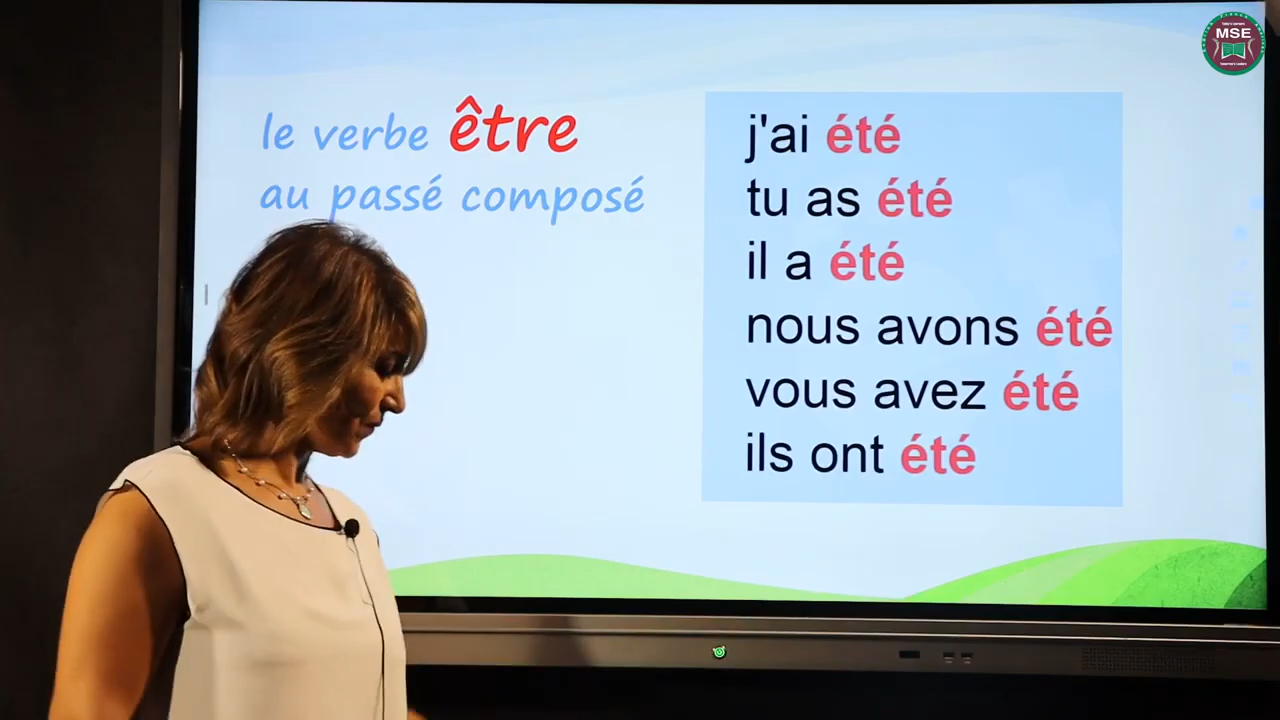 le verbe être
au passé composé
j'ai été
tu as été
il a été
nous avons été
vous avez été
ils ont été
MSE